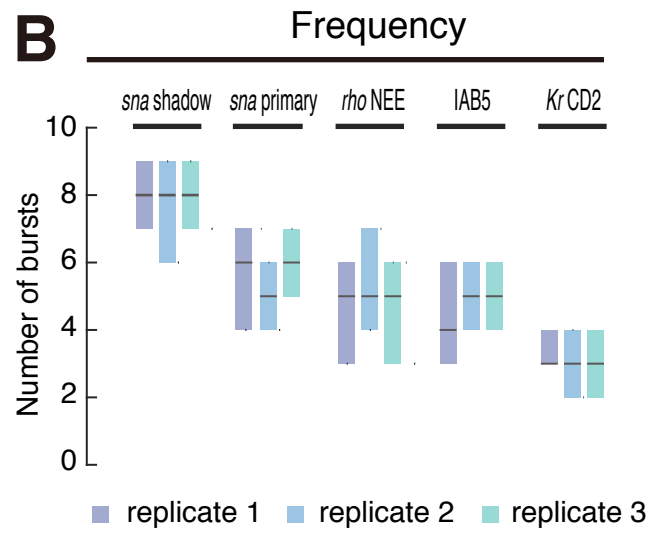 B
Frequency
sna shadow sna primary rho NEE IAB5 Kr CD2
10
8
6
4
2
0
Number of bursts
replicate 1 replicate 2 replicate 3